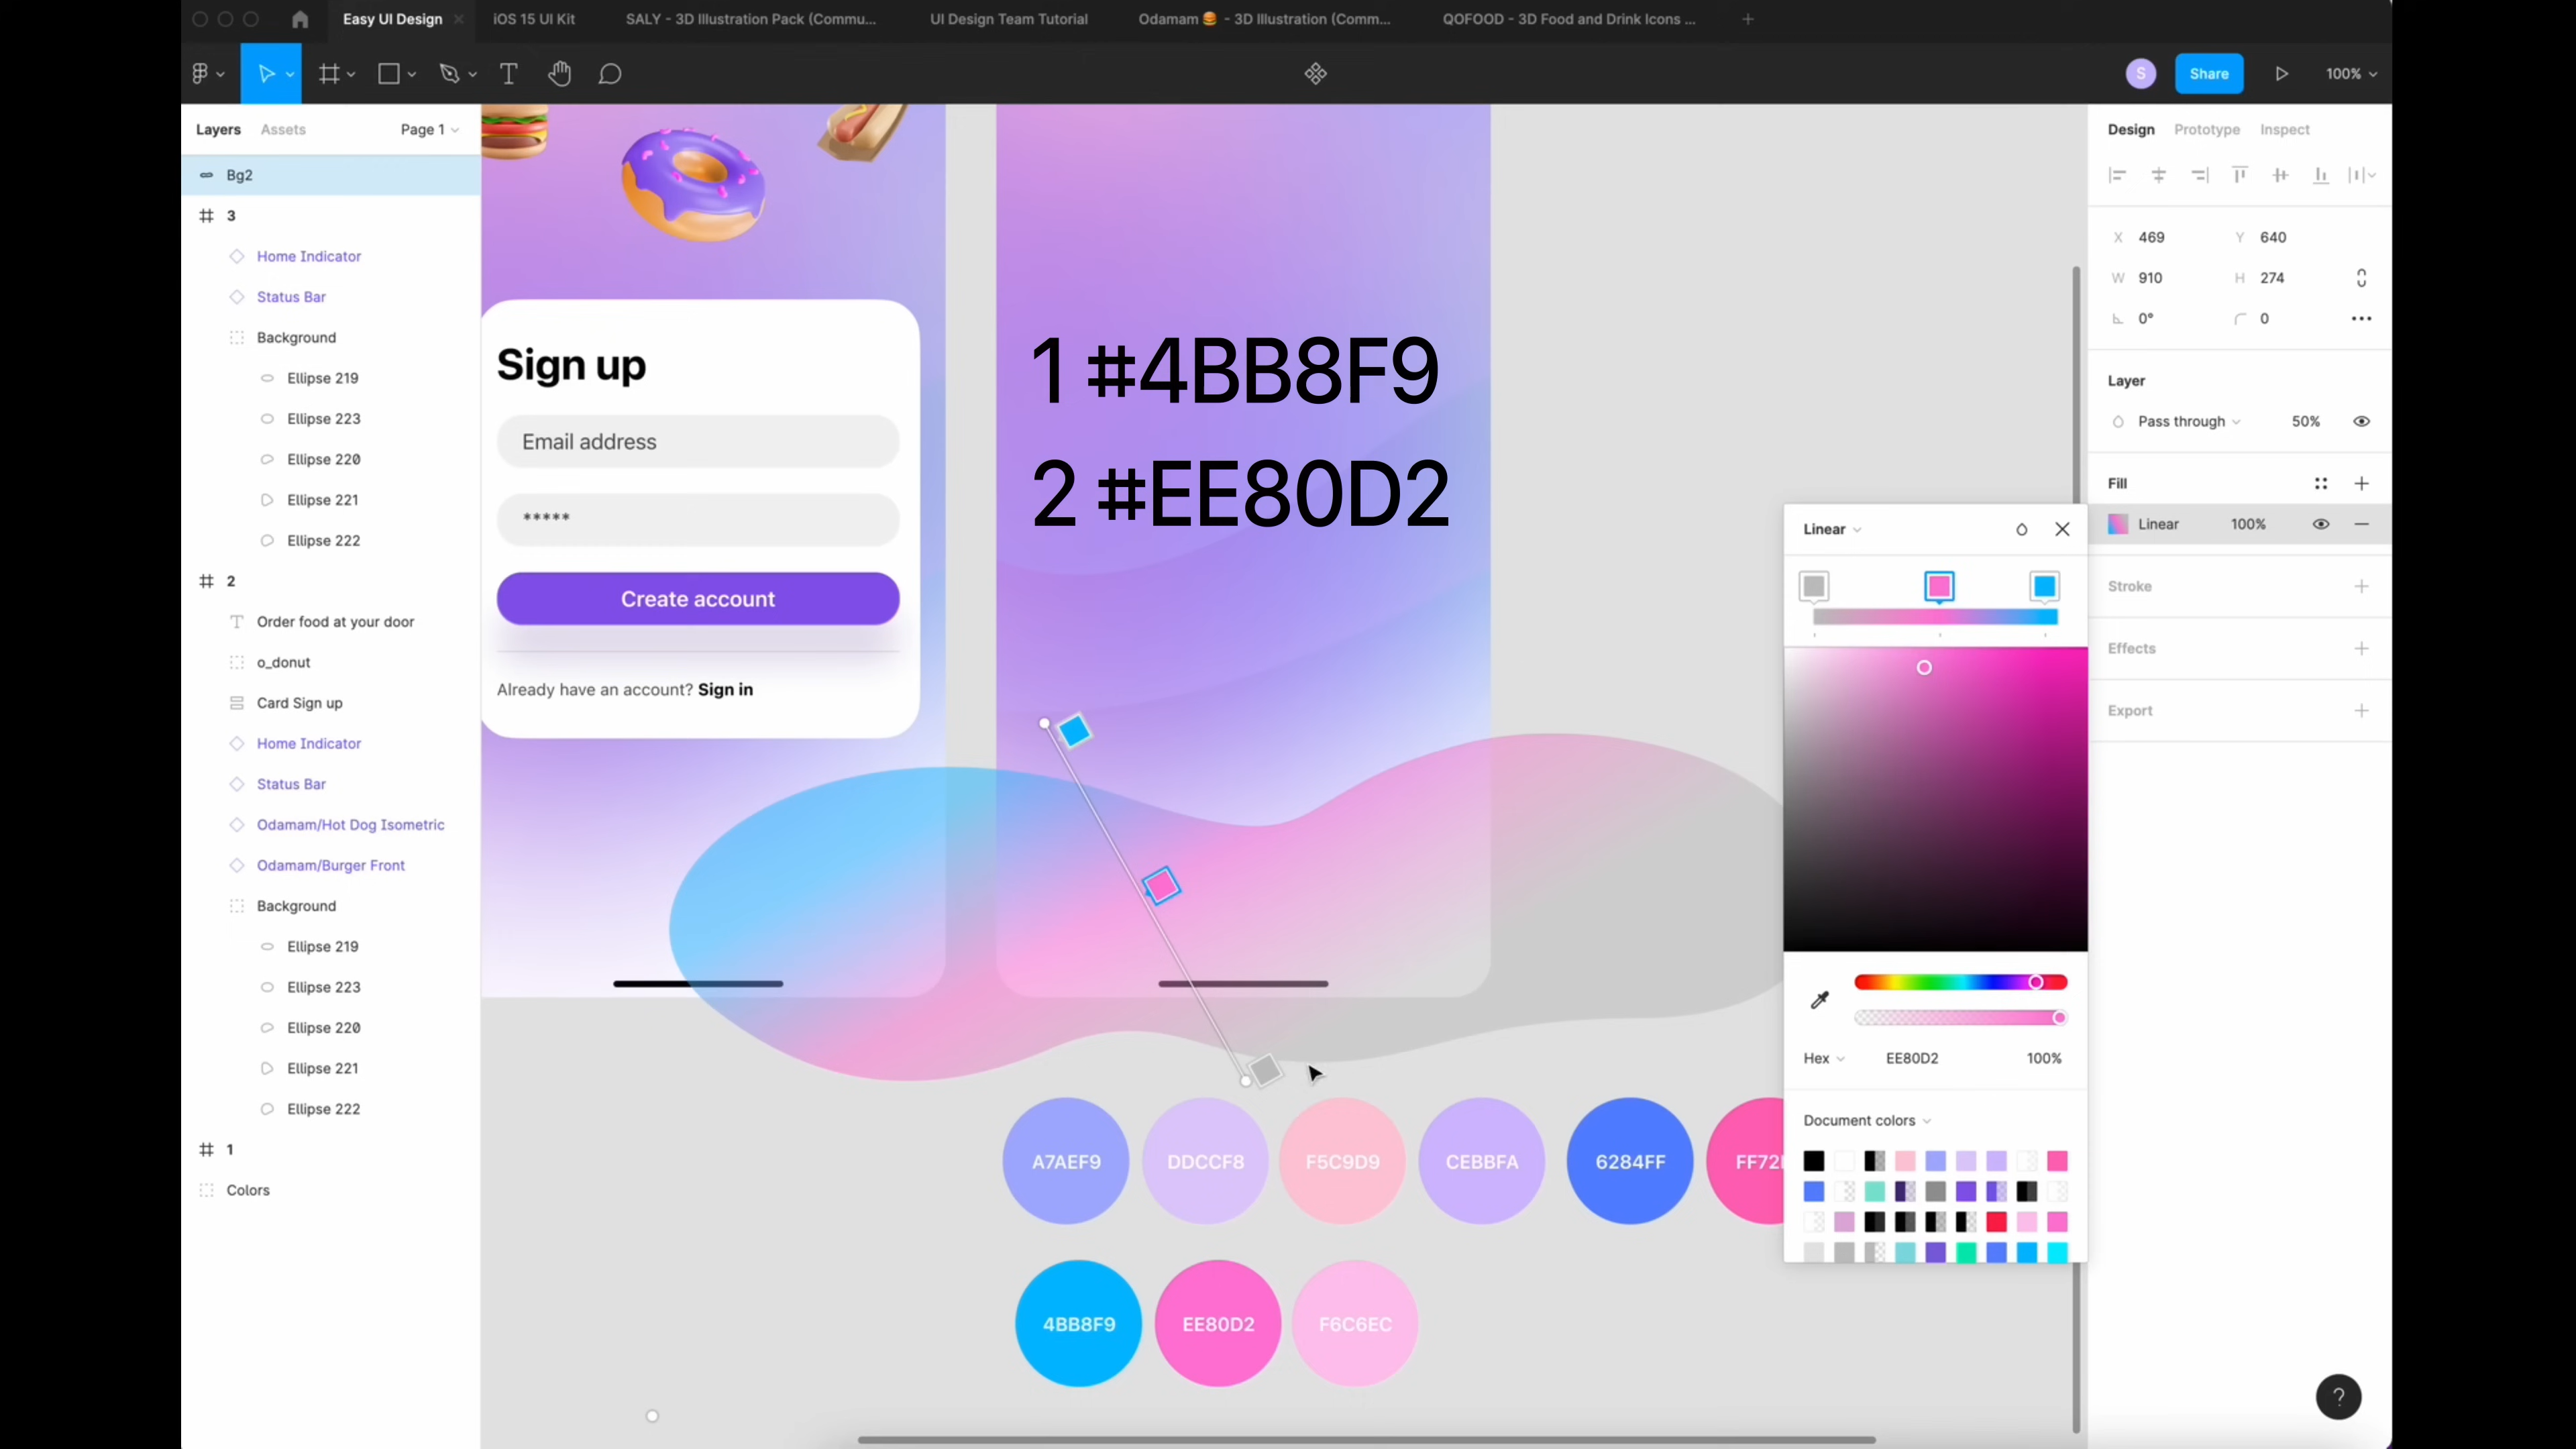 Easy UI Design
iOS 15 UI Kit
SALY - 3D Illustration Pack (Commu...
UI Design Team Tutorial
Odamam 🍔 - 3D Illustration (Comm...
QOFOOD - 3D Food and Drink Icons ...
S
Share
100%
Layers
Assets
Page 1
Bg2
3
Home Indicator
Status Bar
Background
Ellipse 219
Ellipse 223
Ellipse 220
Ellipse 221
Ellipse 222
2
Order food at your door
o_donut
Card Sign up
Home Indicator
Status Bar
Odamam/Hot Dog Isometric
Odamam/Burger Front
Background
Ellipse 219
Ellipse 223
Ellipse 220
Ellipse 221
Ellipse 222
1
Colors
Sign up
Email address
*****
Create account
Already have an account? Sign in
1 #4BB8F9
2 #EE80D2
A7AEF9
DDCCF8
F5C9D9
CEBBFA
6284FF
4BB8F9
EE80D2
F6C6EC
Linear
Hex
EE80D2
100%
Document colors
Design
Prototype
Inspect
X 469
Y 640
W 910
H 274
0°
0
Layer
Pass through
50%
Fill
Linear
100%
Stroke
Effects
Export
?